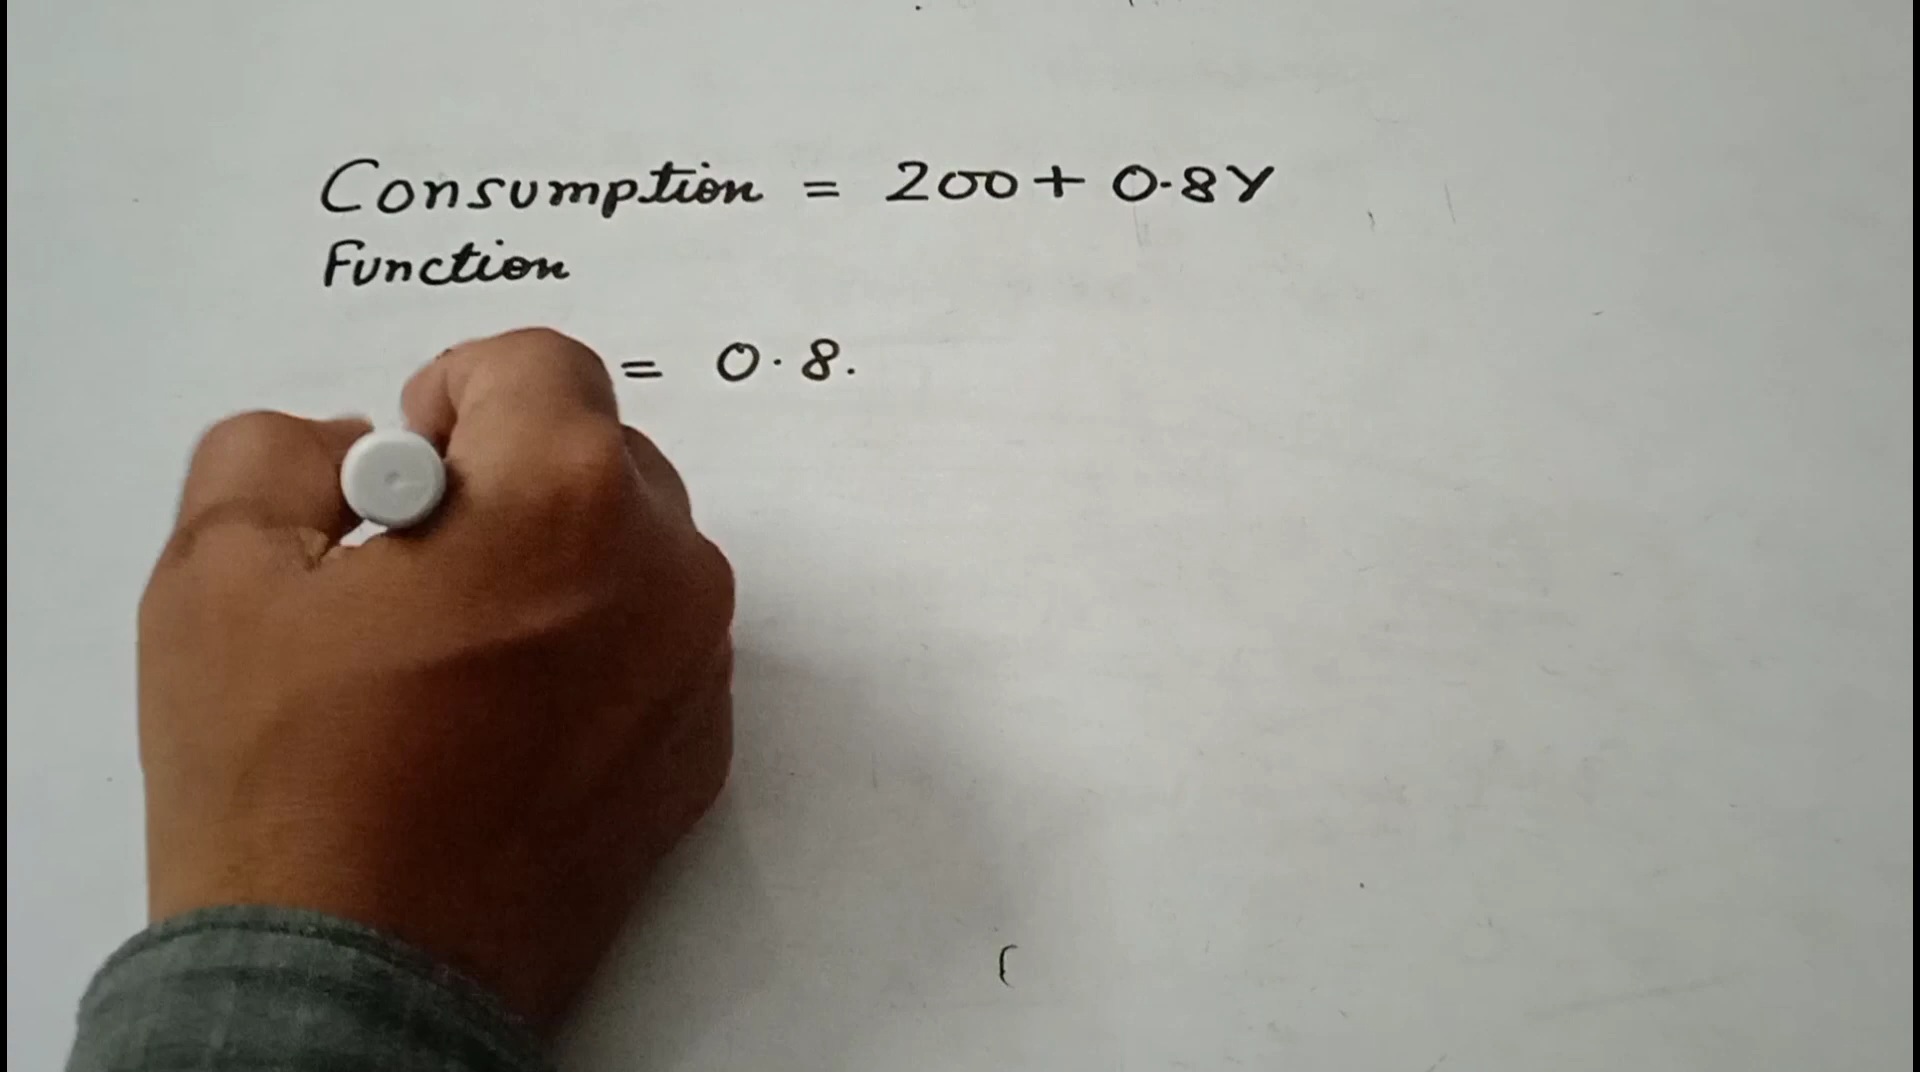 Consumption = 200 + 0.8Y
Function
= 0.8.
(